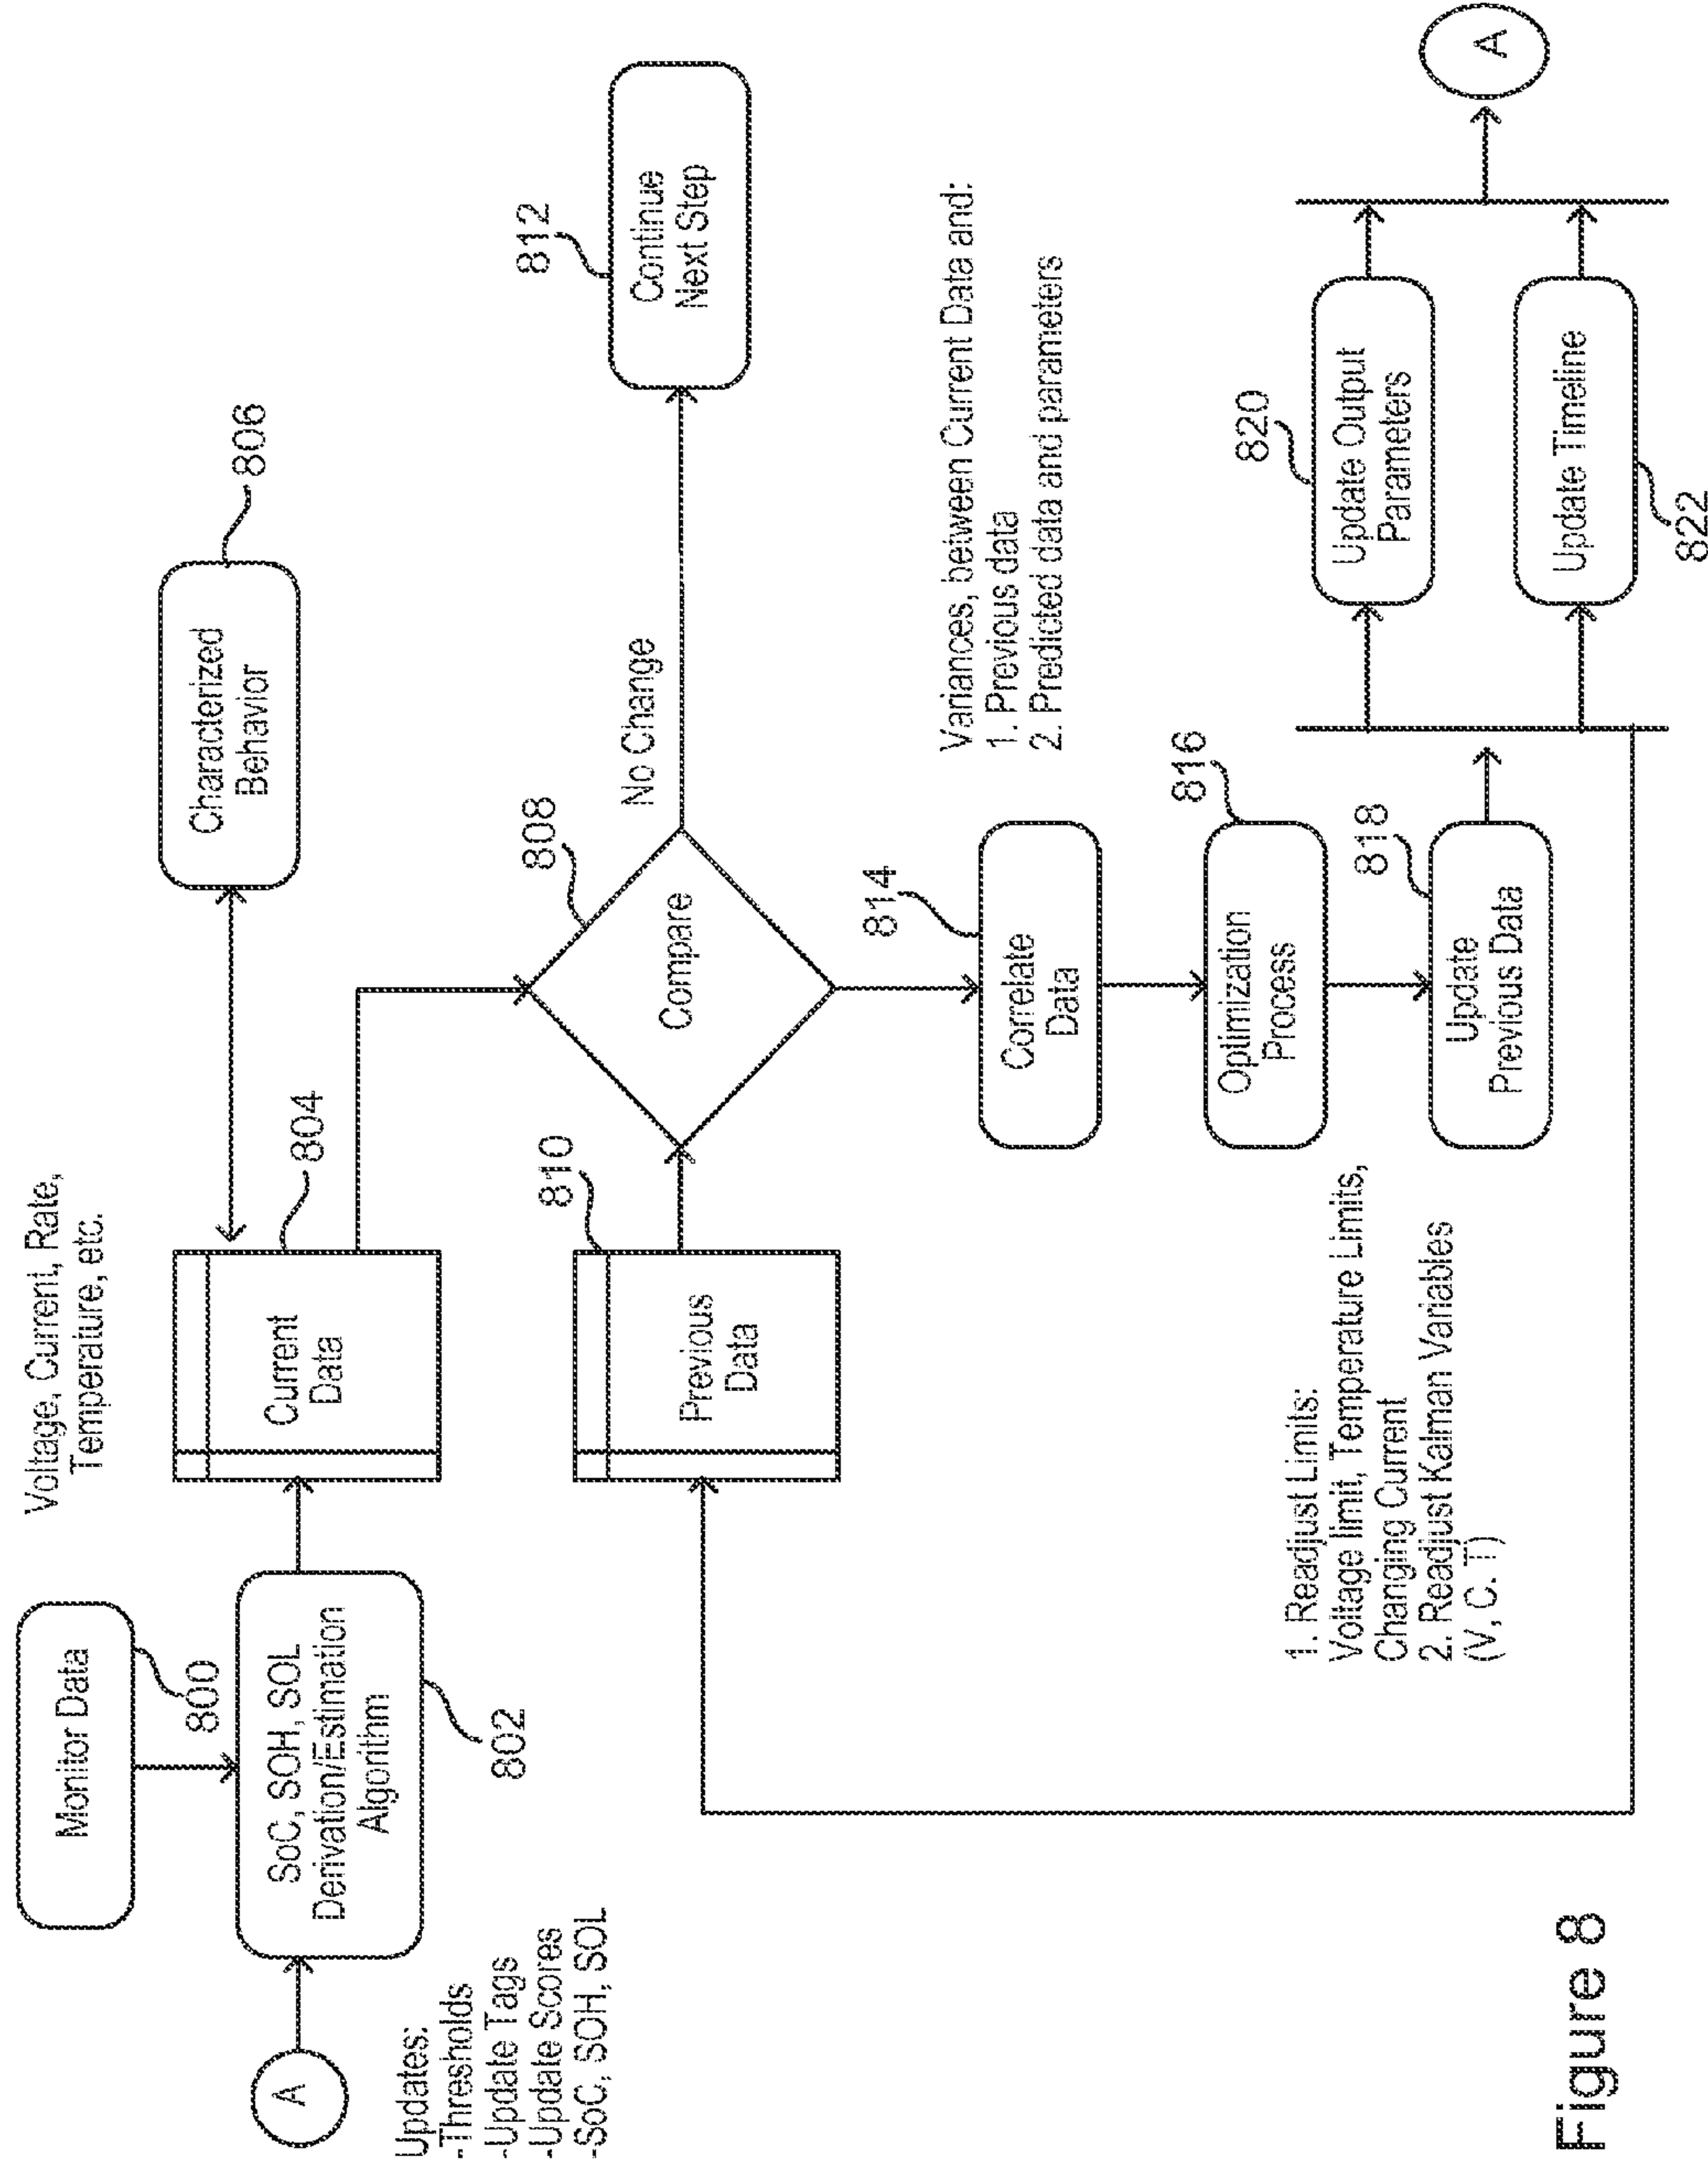 Voltage, Current, Rate,
Temperature, etc.
Monitor Data
800
A
SoC, SOH, SOL
Derivation/Estimation
Algorithm
802
Updates:
-Thresholds
-Update Tags
-Update Scores
-SoC, SOH, SOL
Current
Data
804
Characterized
Behavior
806
Previous
Data
810
Compare
808
No Change
Continue
Next Step
812
Variances, between Current Data and:
1. Previous data
2. Predicted data and parameters
Correlate
Data
814
Optimization
Process
816
1. Readjust Limits:
Voltage limit, Temperature Limits,
Changing Current
2. Readjust Kalman Variables
(V, C. T)
Update
Previous Data
818
Update Output
Parameters
820
Update Timeline
822
A
Figure 8